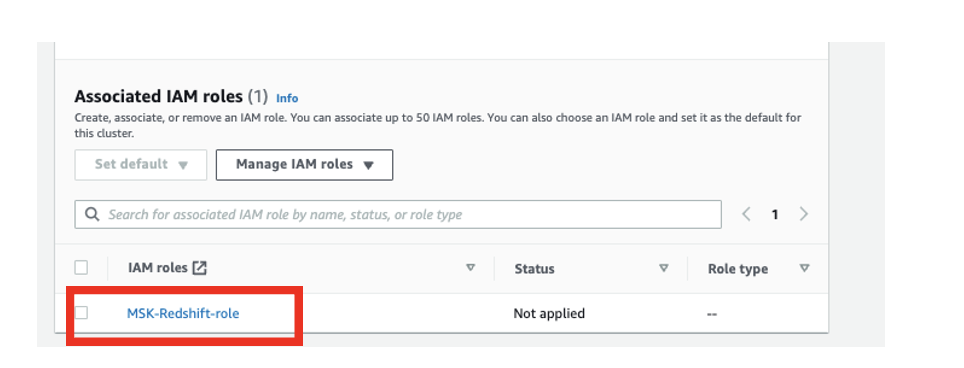 Associated IAM roles (1) Info
Create, associate, or remove an IAM role. You can associate up to 50 IAM roles. You can also choose an IAM role and set it as the default for
this cluster.
Set default Manage IAM roles
Search for associated IAM role by name, status, or role type
1
IAM roles Status Role type
MSK-Redshift-role Not applied --